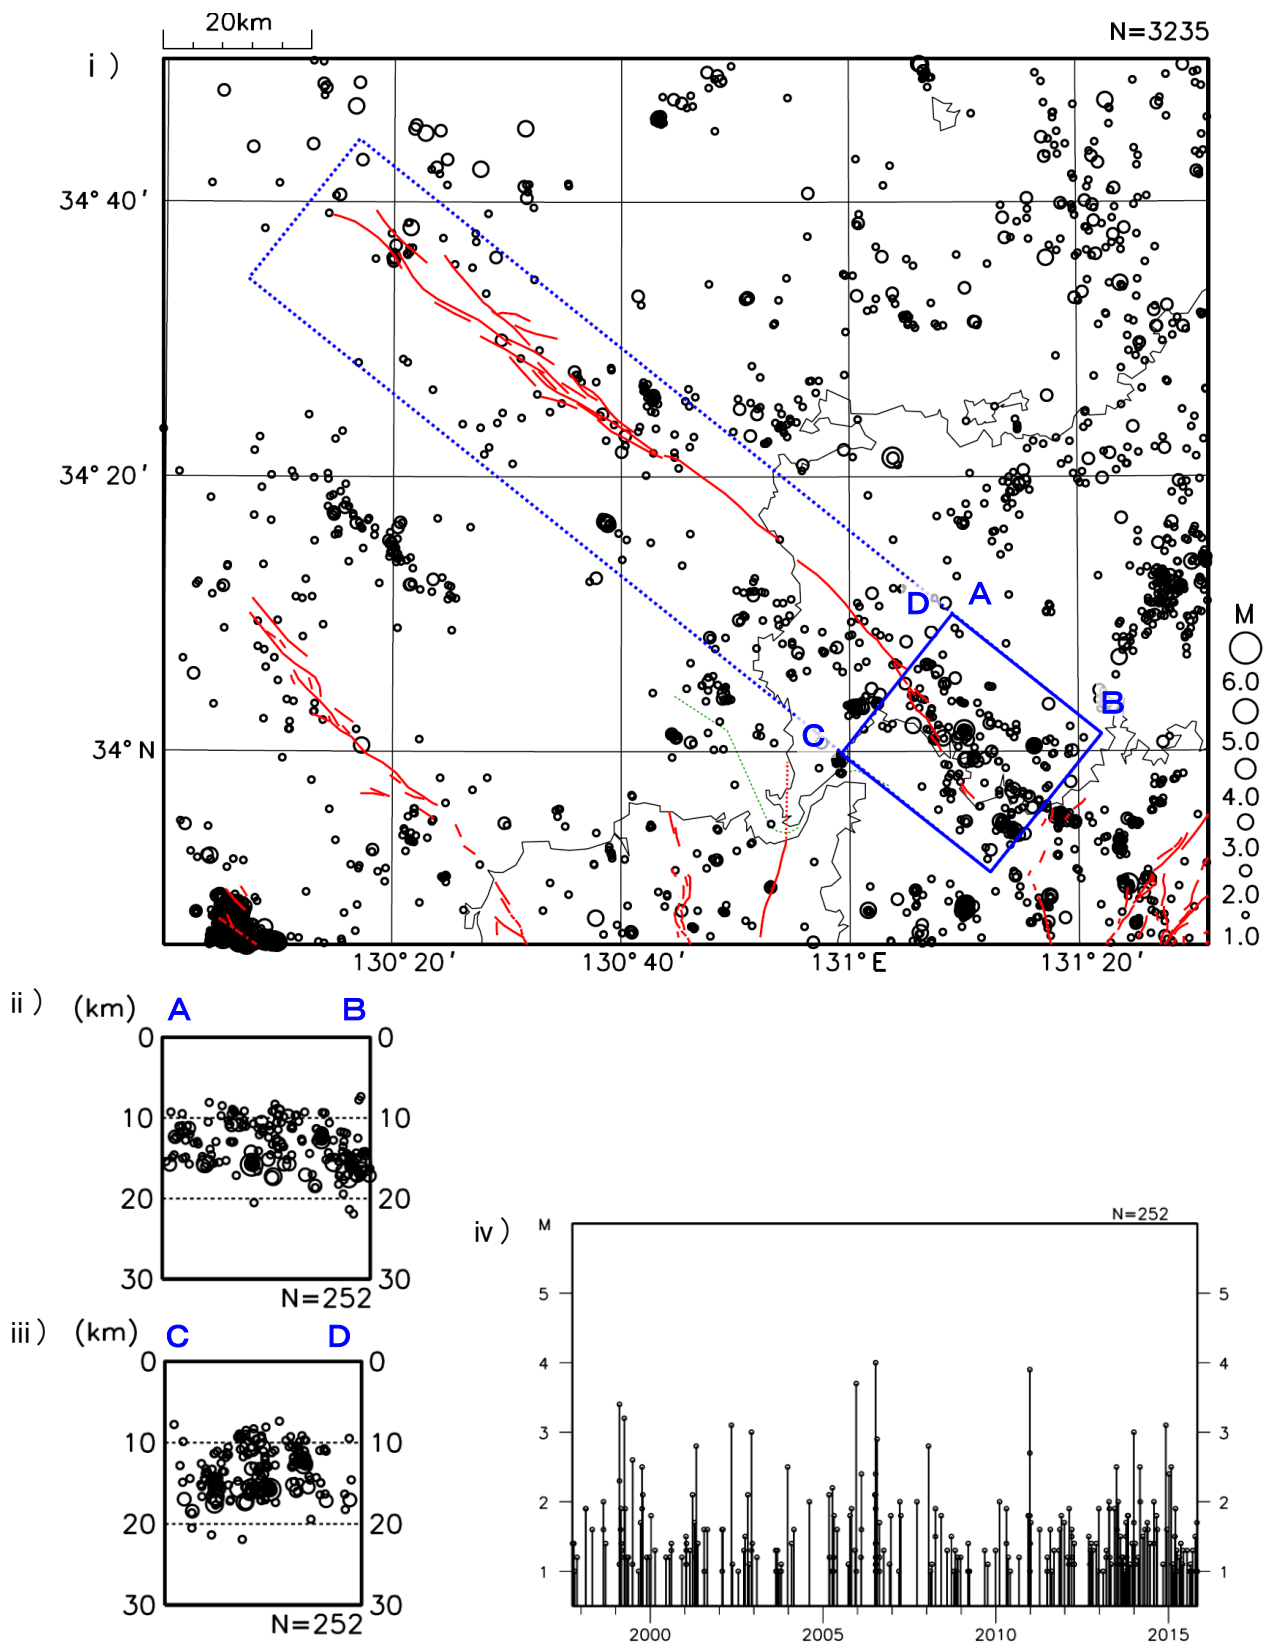 20km
N=3235
i )
34° 40′
34° 20′
34° N
130° 20′
130° 40′
131° E
131° 20′
A
B
C
D
M
6.0
5.0
4.0
3.0
2.0
1.0
ii )
(km)
A
B
0
0
10
10
20
20
30
30
N=252
iii )
(km)
C
D
0
0
10
10
20
20
30
30
N=252
iv )
M
N=252
5
5
4
4
3
3
2
2
1
1
2000
2005
2010
2015